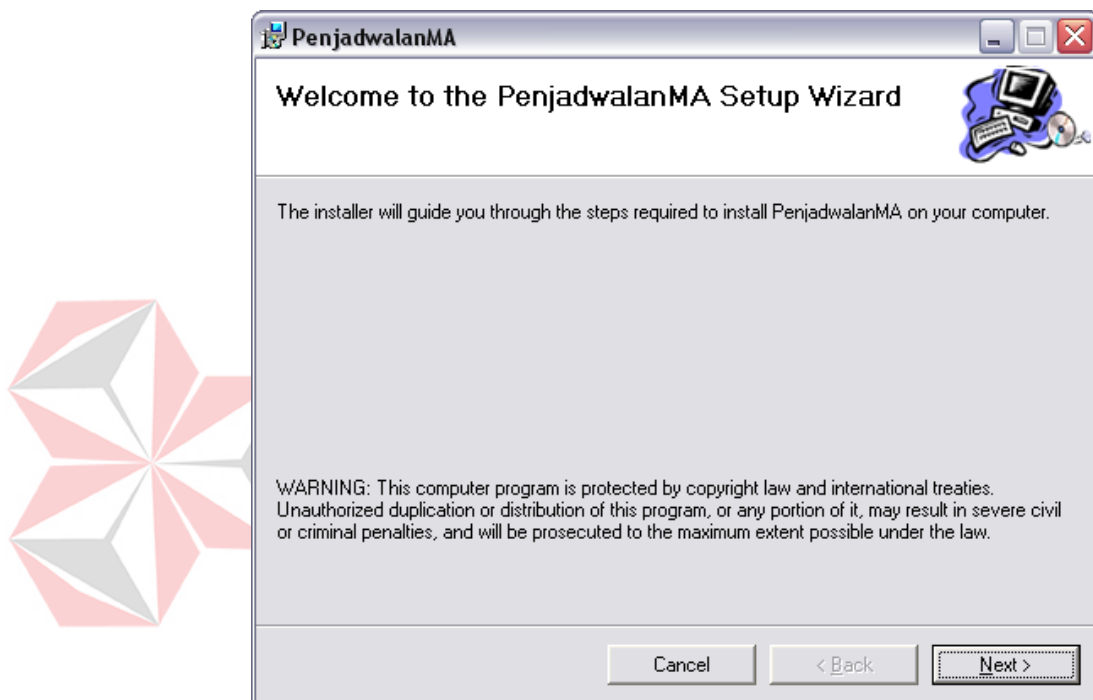 PenjadwalanMA
Welcome to the PenjadwalanMA Setup Wizard
The installer will guide you through the steps required to install PenjadwalanMA on your computer.
WARNING: This computer program is protected by copyright law and international treaties.
Unauthorized duplication or distribution of this program, or any portion of it, may result in severe civil
or criminal penalties, and will be prosecuted to the maximum extent possible under the law.
Cancel
< Back
Next >